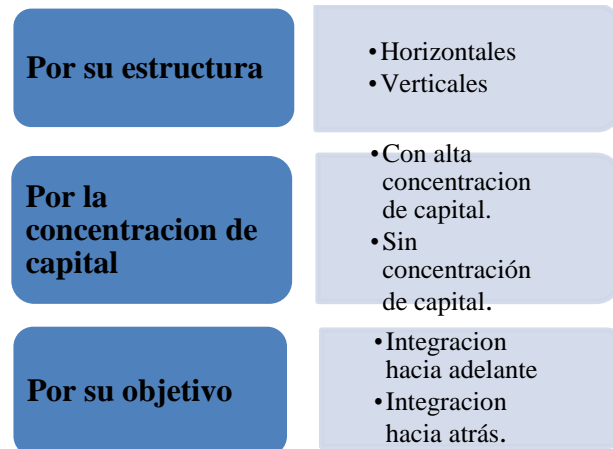 Por su estructura
•Horizontales
•Verticales
Por la
concentracion de
capital
•Con alta
concentracion
de capital.
•Sin
concentración
de capital.
Por su objetivo
•Integracion
hacia adelante
•Integracion
hacia atrás.